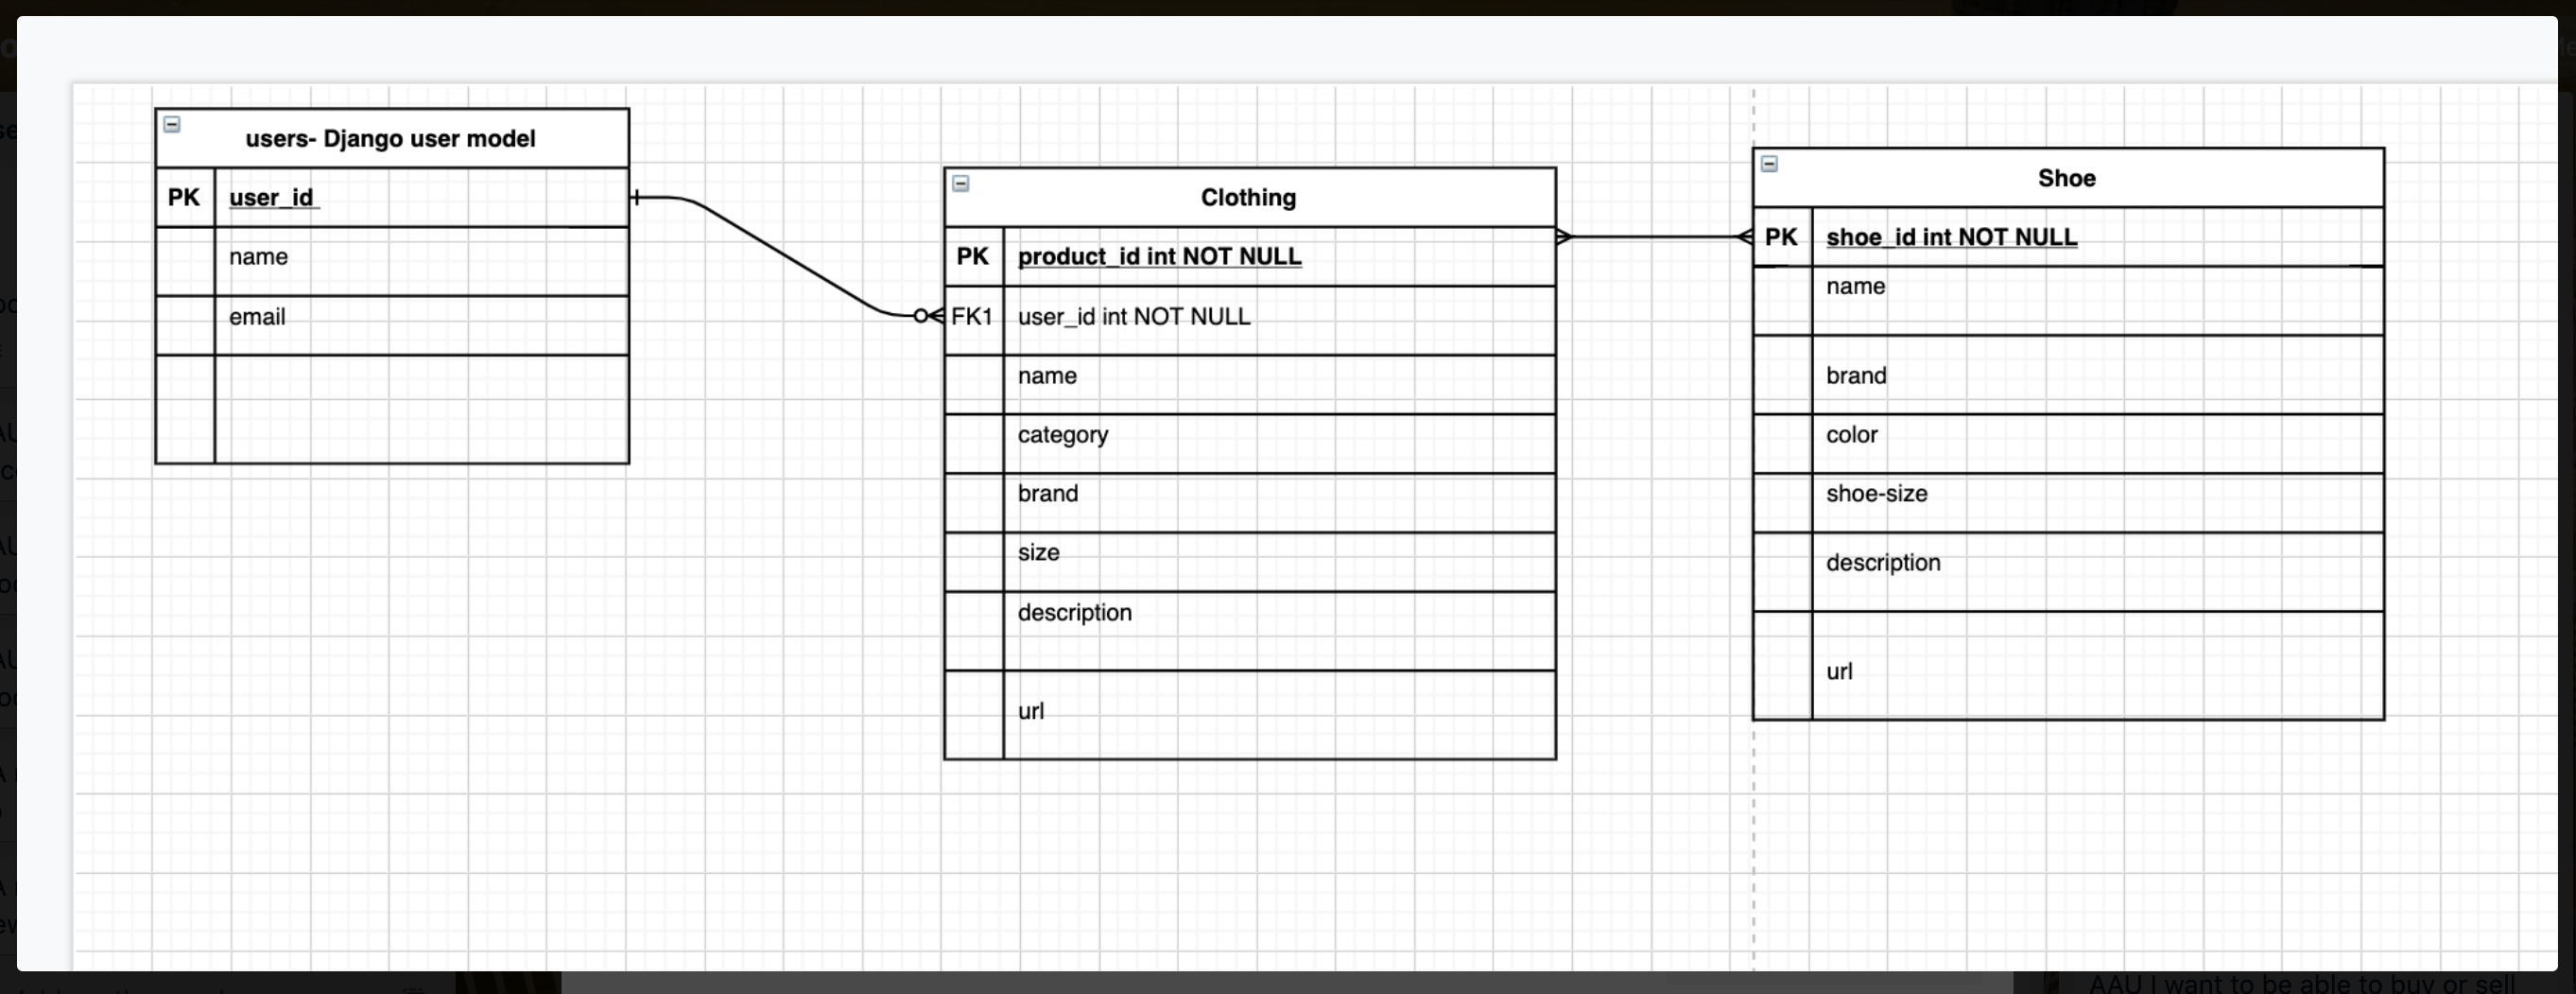 users- Django user model
PK user_id
name
email
Clothing
PK product_id int NOT NULL
FK1 user_id int NOT NULL
name
category
brand
size
description
url
Shoe
PK shoe_id int NOT NULL
name
brand
color
shoe-size
description
url
AAU I want to be able to buy or sell